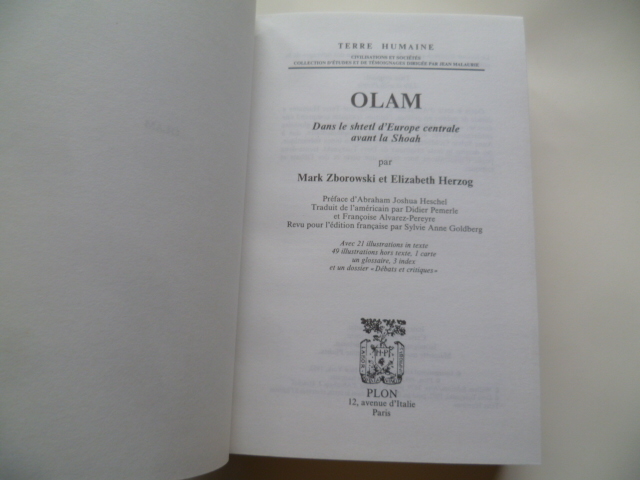 TERRE HUMAINE
CIVILISATIONS ET SOCIÉTÉS
COLLECTION D'ÉTUDES ET DE TÉMOIGNAGES DIRIGÉE PAR JEAN MALAURIE
OLAM
Dans le shtetl d'Europe centrale
avant la Shoah
par
Mark Zborowski et Elizabeth Herzog
Préface d'Abraham Joshua Heschel
Traduit de l'américain par Didier Pemerle
et Françoise Alvarez-Pereyre
Revu pour l'édition française par Sylvie Anne Goldberg
Avec 21 illustrations in texte
49 illustrations hors texte, 1 carte
un glossaire, 3 index
et un dossier «Débats et critiques»
PLON
12, avenue d'Italie
Paris